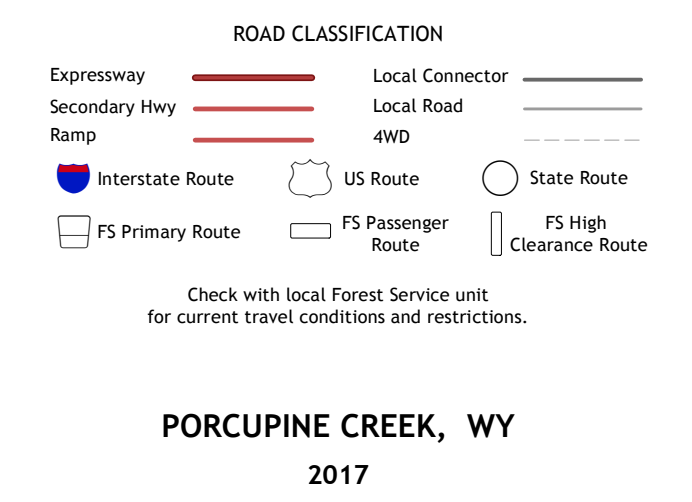 ROAD CLASSIFICATION
Expressway
Local Connector
Secondary Hwy
Local Road
Ramp
4WD
Interstate Route
US Route
State Route
FS Primary Route
FS Passenger
Route
FS High
Clearance Route
Check with local Forest Service unit
for current travel conditions and restrictions.
PORCUPINE CREEK, WY
2017